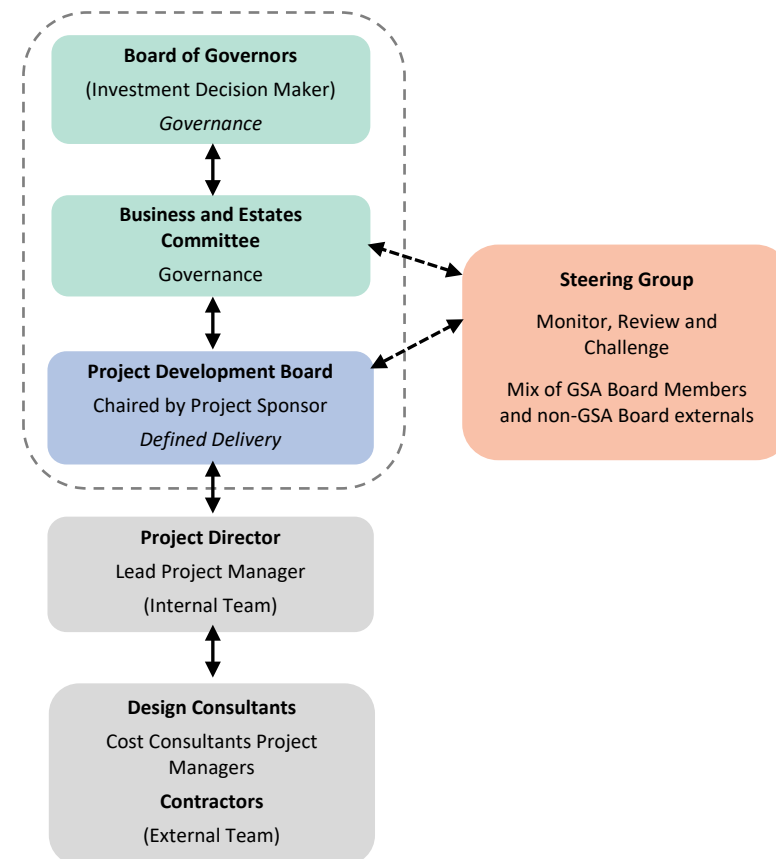 Board of Governors
(Investment Decision Maker)
Governance
Business and Estates
Committee
Governance
Project Development Board
Chaired by Project Sponsor
Defined Delivery
Steering Group
Monitor, Review and
Challenge
Mix of GSA Board Members
and non-GSA Board externals
Project Director
Lead Project Manager
(Internal Team)
Design Consultants
Cost Consultants Project
Managers
Contractors
(External Team)